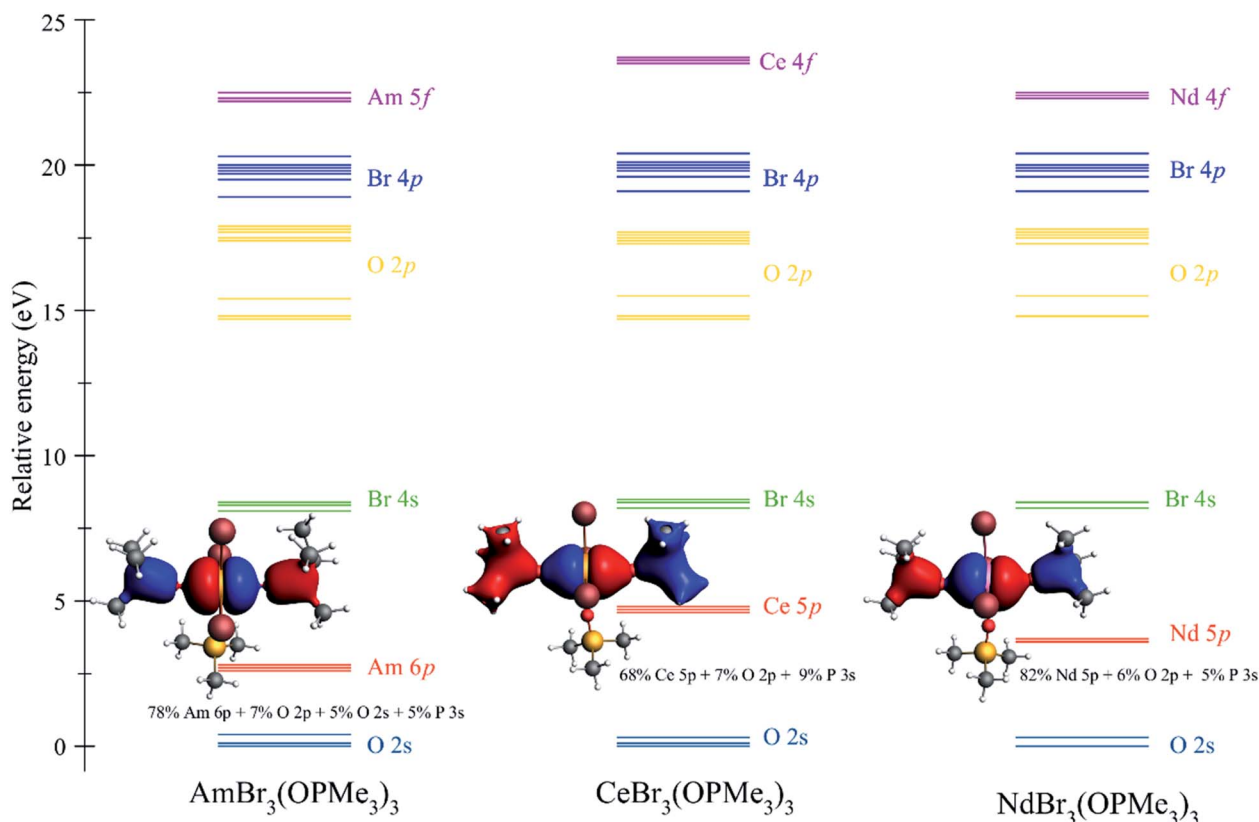 Relative energy (eV)
25
20
15
10
5
0
Am 5f
Br 4p
O 2p
Br 4s
Am 6p
78% Am 6p + 7% O 2p + 5% O 2s + 5% P 3s
O 2s
AmBr₃(OPMe₃)₃
Ce 4f
Br 4p
O 2p
Br 4s
Ce 5p
68% Ce 5p + 7% O 2p + 9% P 3s
O 2s
CeBr₃(OPMe₃)₃
Nd 4f
Br 4p
O 2p
Br 4s
Nd 5p
82% Nd 5p + 6% O 2p + 5% P 3s
O 2s
NdBr₃(OPMe₃)₃